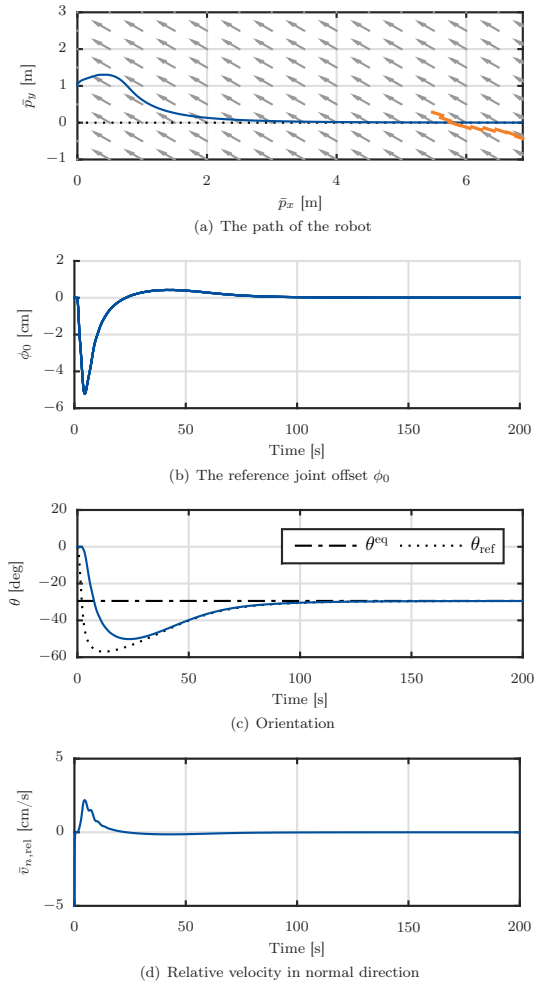 3
2
1
0
−1
p̄y [m]
0
2
4
6
p̄x [m]
(a) The path of the robot
2
0
−2
−4
−6
ϕ0 [cm]
0
50
100
150
200
Time [s]
(b) The reference joint offset ϕ0
20
0
−20
−40
−60
θ [deg]
θeq
θref
0
50
100
150
200
Time [s]
(c) Orientation
5
0
−5
v̄n,rel [cm/s]
0
50
100
150
200
Time [s]
(d) Relative velocity in normal direction